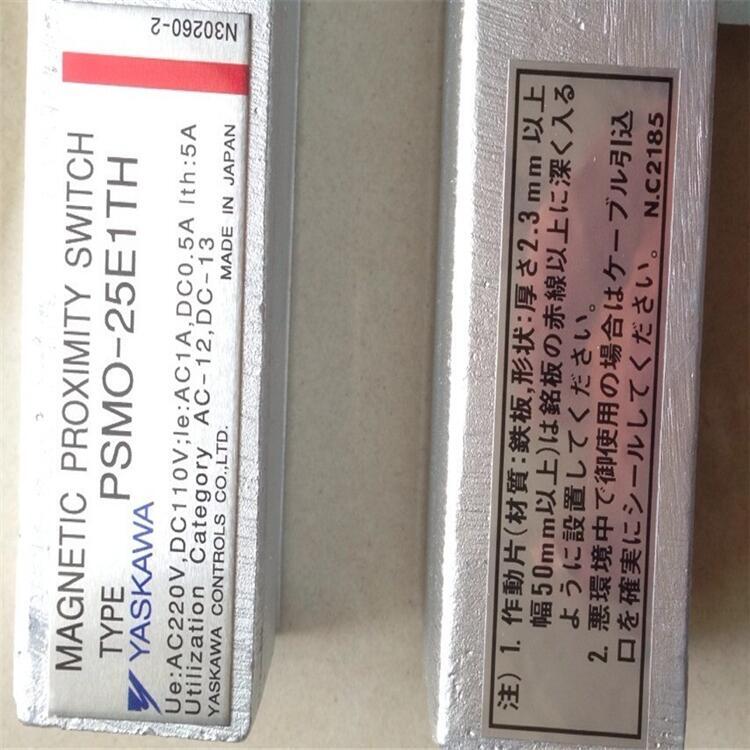 MAGNETIC PROXIMITY SWITCH
TYPE PSMO-25E1TH
YASKAWA
Ue:AC220V,DC110V;Ie:AC1A,DC0.5A Ith:5A
Utilization Category AC-12,DC-13
YASKAWA CONTROLS CO.,LTD. MADE IN JAPAN
N30260-2
注) 1. 作動片(材質:鉄板,形状:厚さ2.3mm以上
幅50mm以上)は銘板の赤線以上に深く入る
ように設置してください。
2. 悪環境中で御使用の場合はケーブル引込
口を確実にシールしてください。
N.C2185